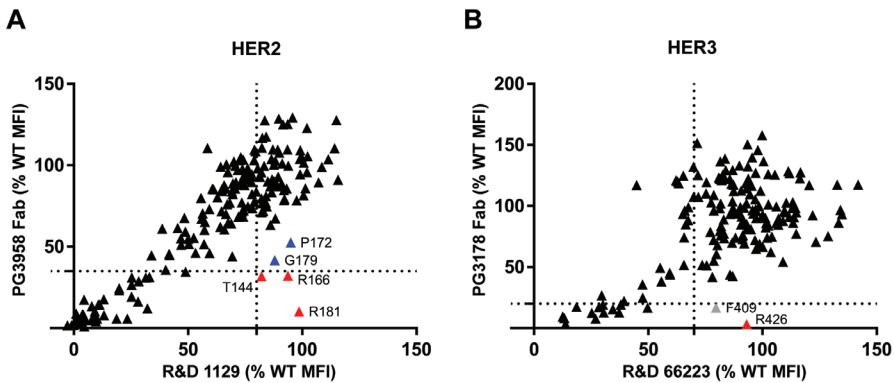 A
HER2
PG3958 Fab (% WT MFI)
150
100
50
P172
G179
T144
R166
R181
0
50
100
150
R&D 1129 (% WT MFI)
B
HER3
PG3178 Fab (% WT MFI)
200
150
100
50
F409
R426
0
50
100
150
R&D 66223 (% WT MFI)